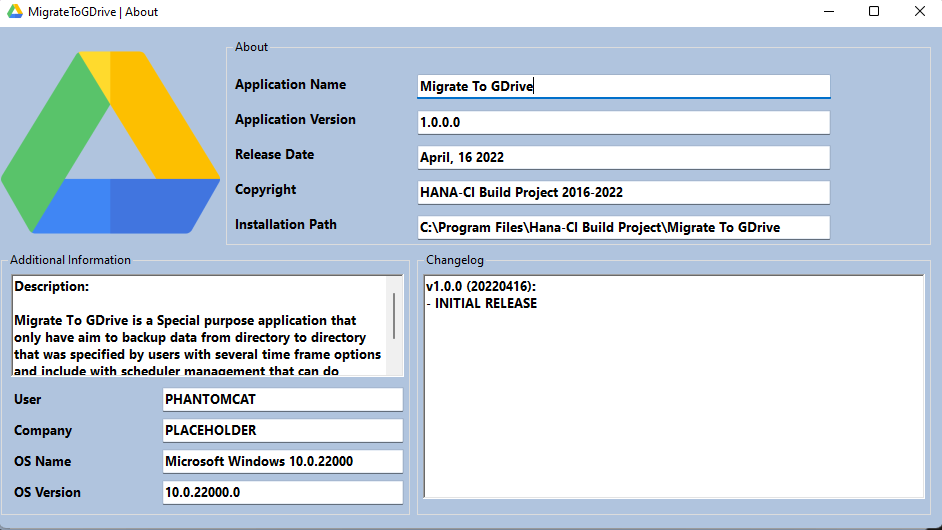 MigrateToGDrive | About
About
Application Name
Migrate To GDrive
Application Version
1.0.0.0
Release Date
April, 16 2022
Copyright
HANA-CI Build Project 2016-2022
Installation Path
C:\Program Files\Hana-CI Build Project\Migrate To GDrive
Additional Information
Description:
Migrate To GDrive is a Special purpose application that
only have aim to backup data from directory to directory
that was specified by users with several time frame options
and include with scheduler management that can do
User
PHANTOMCAT
Company
PLACEHOLDER
OS Name
Microsoft Windows 10.0.22000
OS Version
10.0.22000.0
Changelog
v1.0.0 (20220416):
- INITIAL RELEASE